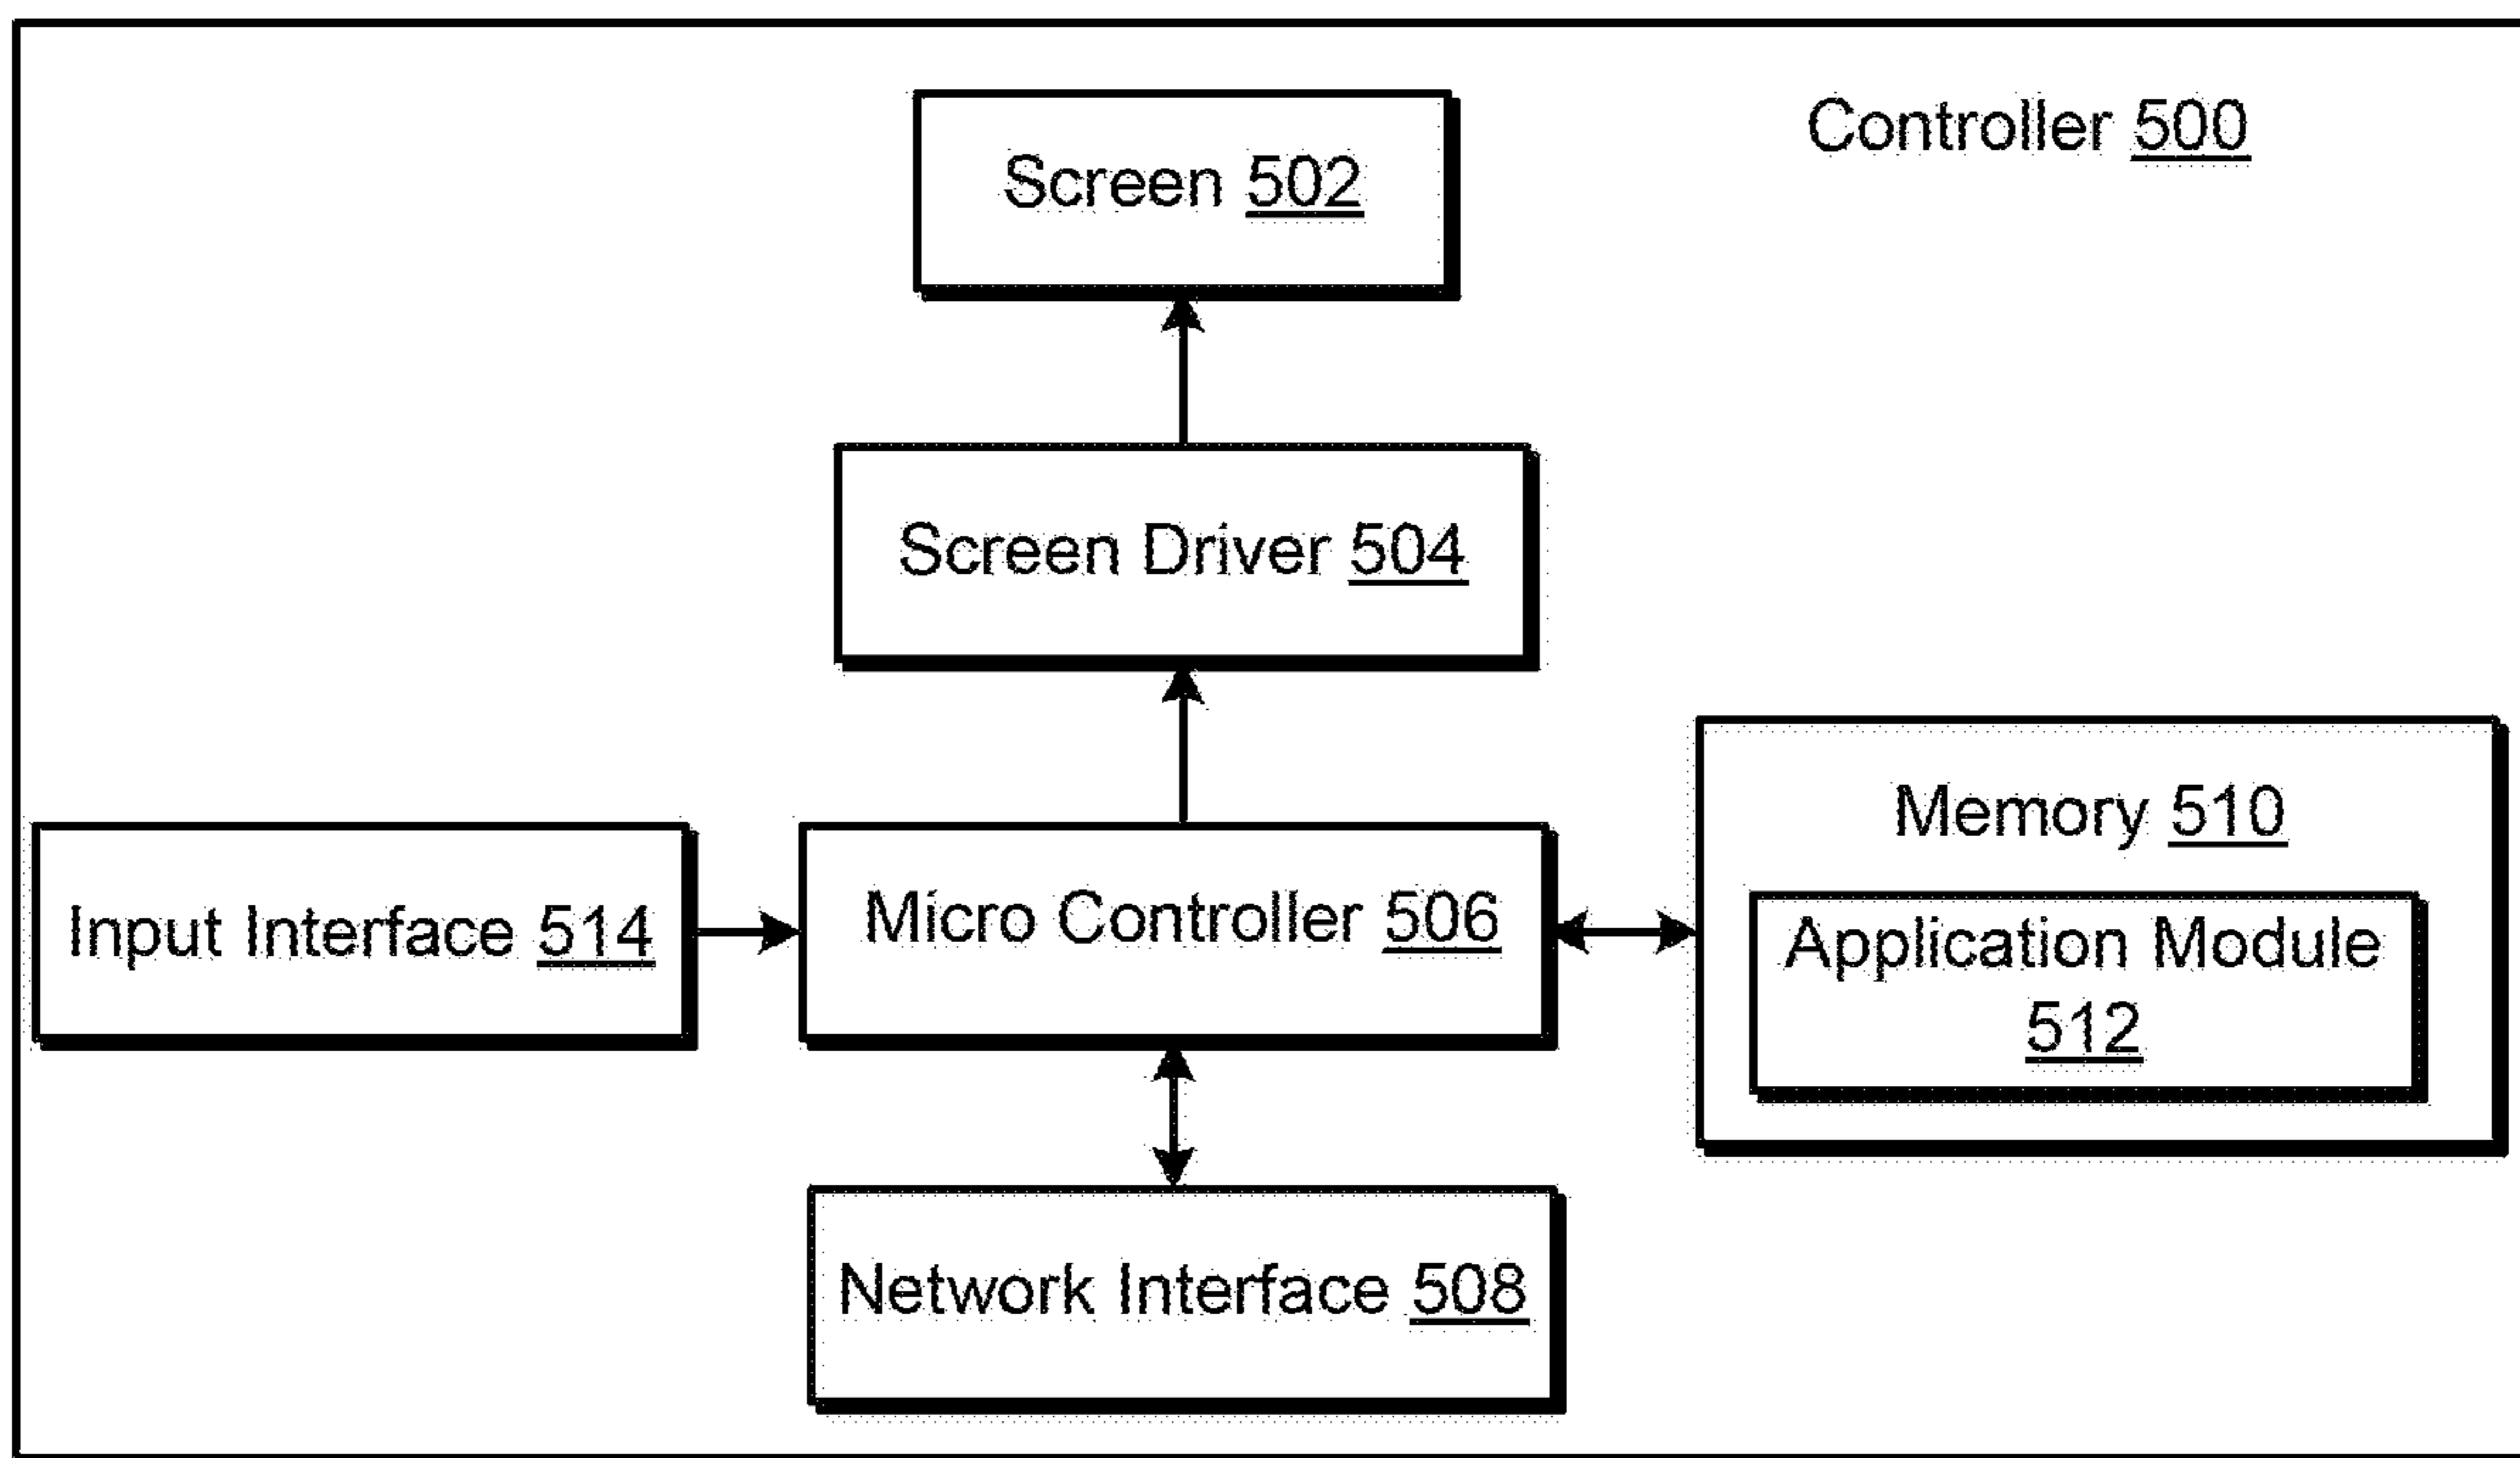 Controller 500
Screen 502
Screen Driver 504
Memory 510
Input Interface 514
Micro Controller 506
Application Module
512
Network Interface 508